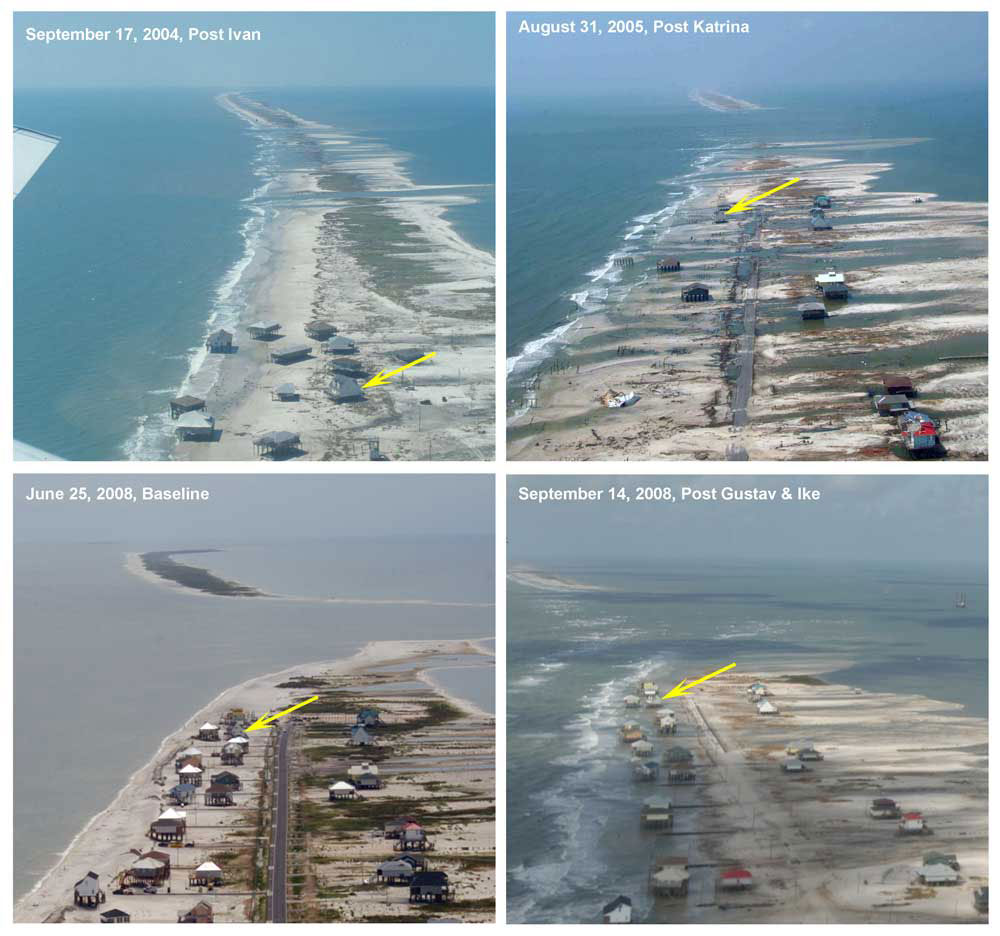 September 17, 2004, Post Ivan
August 31, 2005, Post Katrina
June 25, 2008, Baseline
September 14, 2008, Post Gustav & Ike